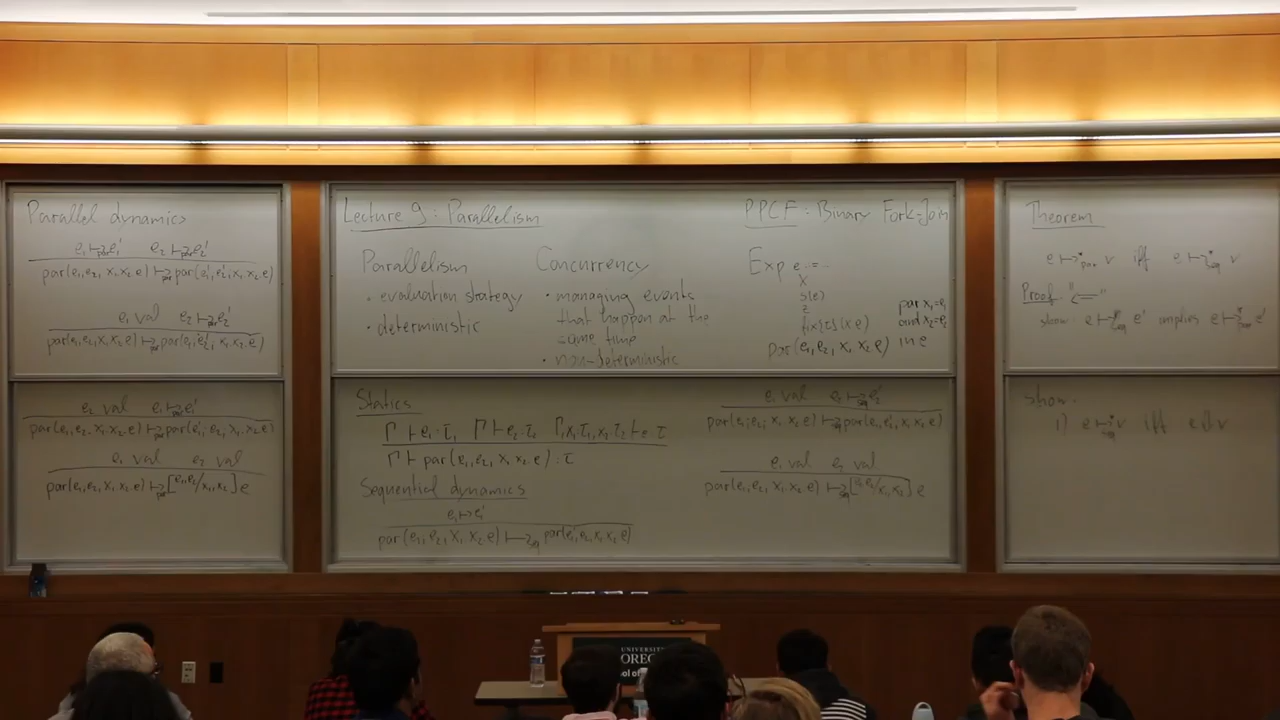 Parallel dynamics
e₁ ↦par e₁'   e₂ ↦par e₂'
par(e₁, e₂, x₁.x₂.e) ↦par par(e₁', e₂', x₁.x₂.e)
e₁ val   e₂ ↦par e₂'
par(e₁, e₂, x₁.x₂.e) ↦par par(e₁, e₂', x₁.x₂.e)
e₂ val   e₁ ↦par e₁'
par(e₁, e₂, x₁.x₂.e) ↦par par(e₁', e₂, x₁.x₂.e)
e₁ val   e₂ val
par(e₁, e₂, x₁.x₂.e) ↦par [e₁,e₂/x₁,x₂]e
Lecture 9: Parallelism
Parallelism
• evaluation strategy
• deterministic
Concurrency
• managing events
that happen at the
same time
• non-deterministic
PPCF: Binary Fork-Join
Exp e ::= ..
x
s(e)
z
fix{τ}(x.e)
par(e₁, e₂, x₁.x₂.e)
par x₁=e₁
and x₂=e₂
in e
Statics
Γ ⊢ e₁:τ₁   Γ ⊢ e₂:τ₂   Γ,x₁:τ₁,x₂:τ₂ ⊢ e:τ
Γ ⊢ par(e₁, e₂, x₁.x₂.e):τ
Sequential dynamics
e₁ ↦ e₁'
par(e₁, e₂, x₁.x₂.e) ↦seq par(e₁', e₂, x₁.x₂.e)
e₁ val   e₂ ↦seq e₂'
par(e₁, e₂, x₁.x₂.e) ↦seq par(e₁, e₂', x₁.x₂.e)
e₁ val   e₂ val
par(e₁, e₂, x₁.x₂.e) ↦seq [e₁,e₂/x₁,x₂]e
Theorem
e ↦*par v iff e ↦*seq v
Proof. "⇐"
show e ↦*seq e' implies e ↦*par e'
show:
1) e ↦*seq v iff e ⇓ v
UNIVERSITY
OREG
ol of